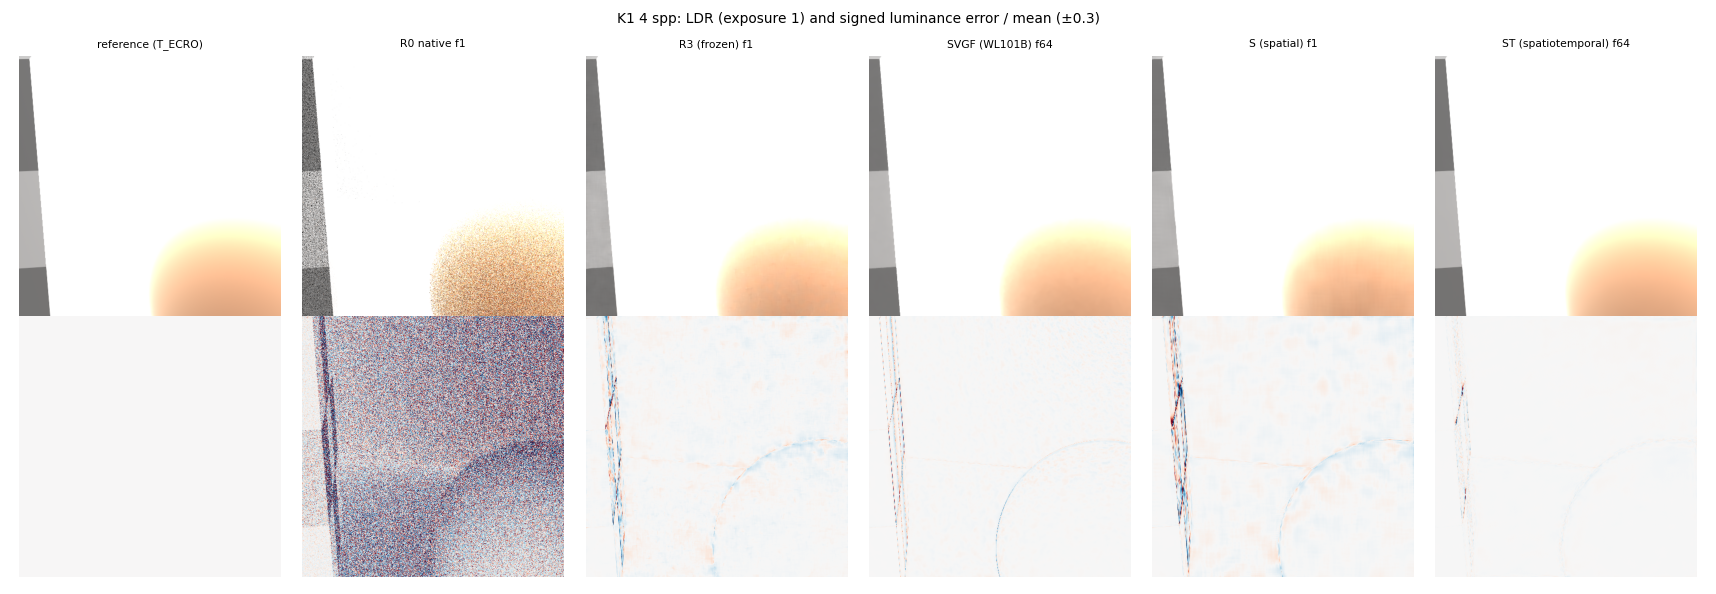 K1 4 spp: LDR (exposure 1) and signed luminance error / mean (±0.3)
reference (T_ECRO)
R0 native f1
R3 (frozen) f1
SVGF (WL101B) f64
S (spatial) f1
ST (spatiotemporal) f64